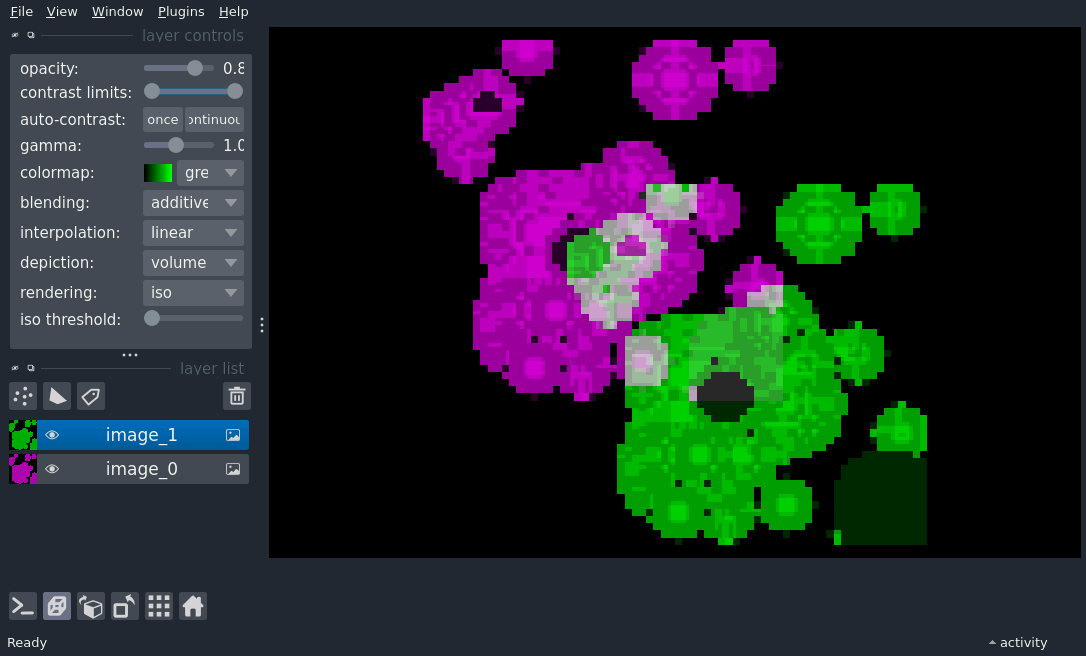 File View Window Plugins Help
layer controls
opacity: 0.8
contrast limits:
auto-contrast: once ontinuou
gamma: 1.0
colormap: gre
blending: additive
interpolation: linear
depiction: volume
rendering: iso
iso threshold:
layer list
image_1
image_0
Ready activity